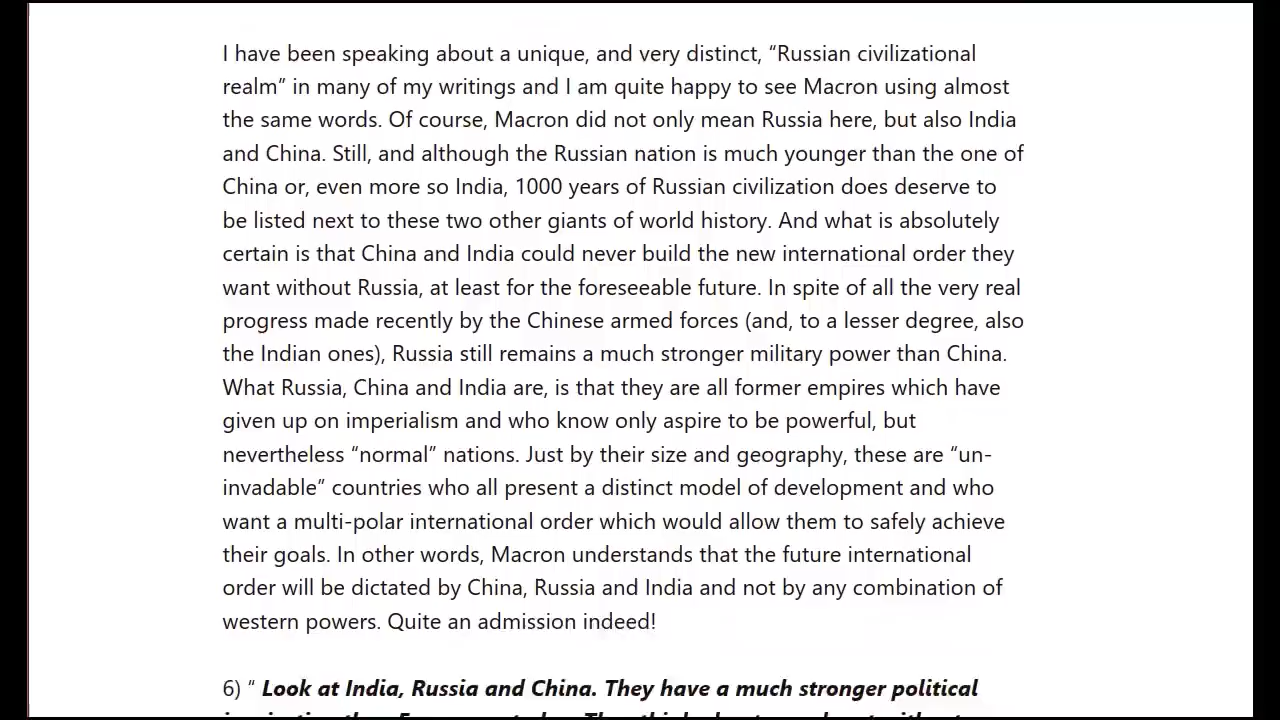 I have been speaking about a unique, and very distinct, “Russian civilizational
realm” in many of my writings and I am quite happy to see Macron using almost
the same words. Of course, Macron did not only mean Russia here, but also India
and China. Still, and although the Russian nation is much younger than the one of
China or, even more so India, 1000 years of Russian civilization does deserve to
be listed next to these two other giants of world history. And what is absolutely
certain is that China and India could never build the new international order they
want without Russia, at least for the foreseeable future. In spite of all the very real
progress made recently by the Chinese armed forces (and, to a lesser degree, also
the Indian ones), Russia still remains a much stronger military power than China.
What Russia, China and India are, is that they are all former empires which have
given up on imperialism and who know only aspire to be powerful, but
nevertheless “normal” nations. Just by their size and geography, these are “un-
invadable” countries who all present a distinct model of development and who
want a multi-polar international order which would allow them to safely achieve
their goals. In other words, Macron understands that the future international
order will be dictated by China, Russia and India and not by any combination of
western powers. Quite an admission indeed!
6) “ Look at India, Russia and China. They have a much stronger political